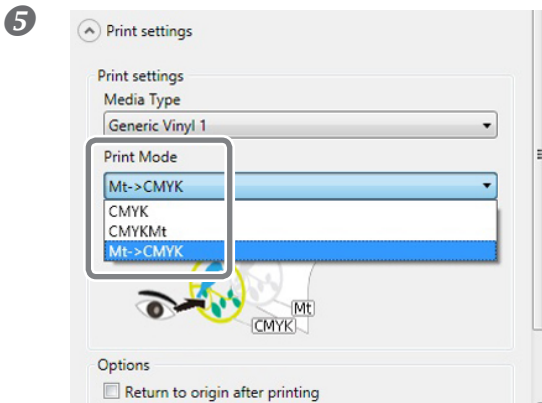 5
Print settings
Print settings
Media Type
Generic Vinyl 1
Print Mode
Mt->CMYK
CMYK
CMYKMt
Mt->CMYK
Mt
CMYK
Options
Return to origin after printing